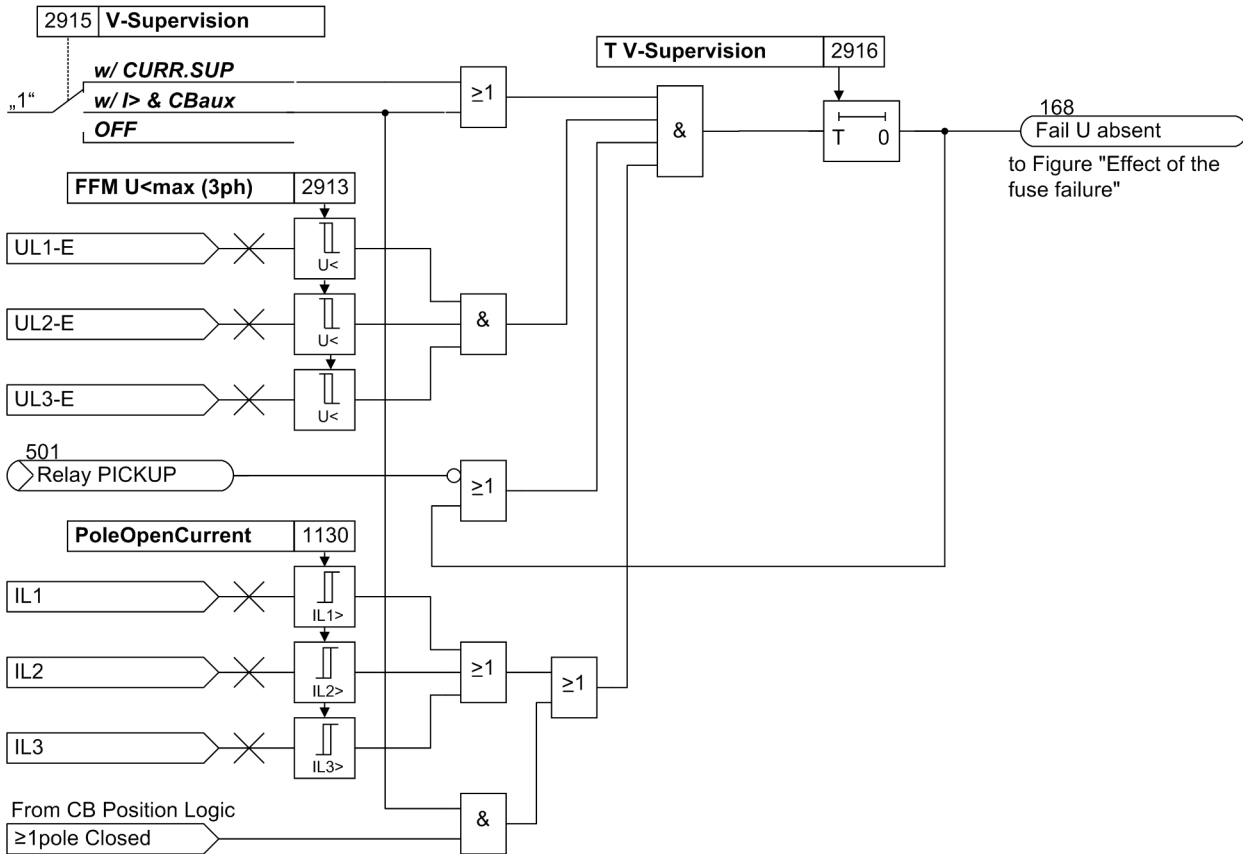 2915 V-Supervision
w/ CURR.SUP
„1“ w/ I> & CBaux
OFF
≥1
T V-Supervision 2916
&
T 0
168
Fail U absent
to Figure "Effect of the
fuse failure"
FFM U<max (3ph) 2913
UL1-E
U<
UL2-E
U<
&
UL3-E
U<
501
Relay PICKUP
≥1
PoleOpenCurrent 1130
IL1
IL1>
IL2
IL2>
≥1
≥1
IL3
IL3>
From CB Position Logic
≥1pole Closed
&